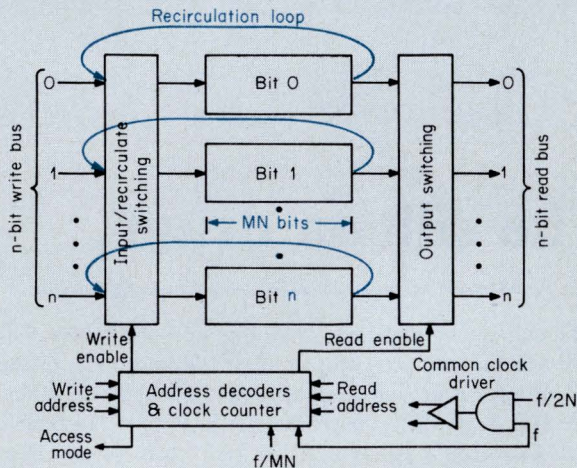 Recirculation loop
n-bit write bus
0
1
n
Input/recirculate
switching
Bit 0
Bit 1
MN bits
Bit n
Output switching
0
1
n
n-bit read bus
Write
enable
Read enable
Common clock
driver
Write
address
Address decoders
& clock counter
Read
address
f/2N
f
Access
mode
f/MN